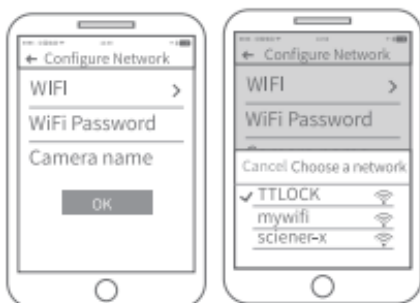 ← Configure Network
WIFI >
WiFi Password
Camera name
OK
← Configure Network
WIFI >
WiFi Password
Cancel Choose a network
✓ TTLOCK
mywifi
sciener-x